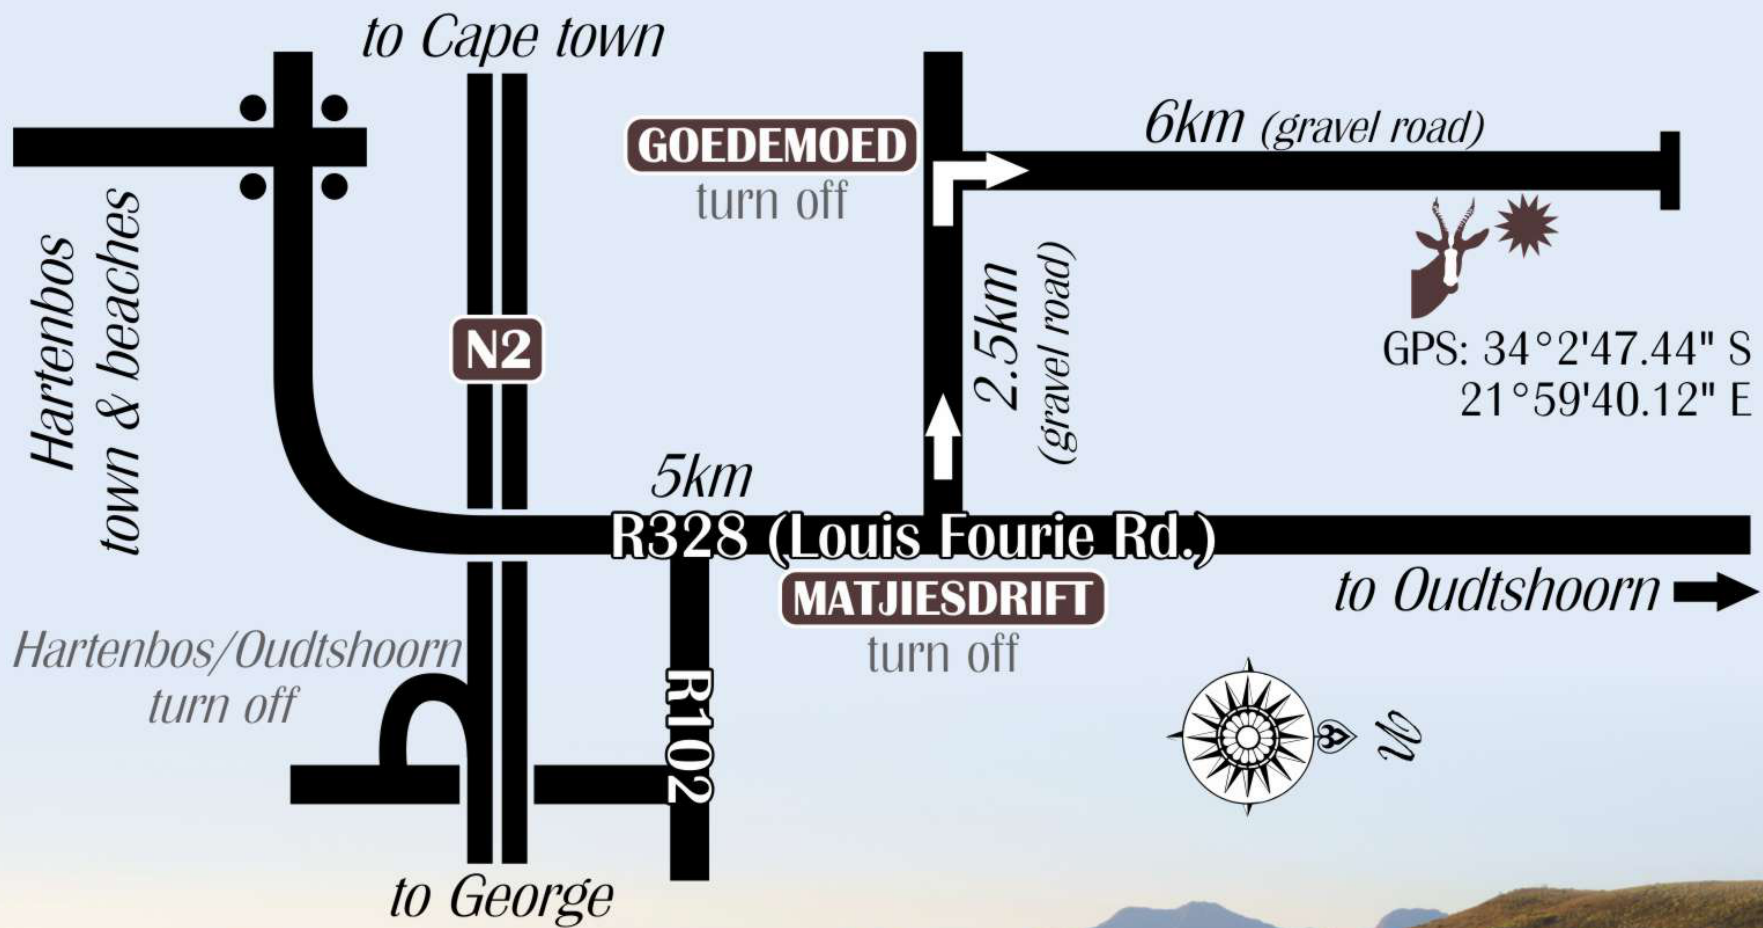 to Cape town
GOEDEMOED
turn off
6km (gravel road)
Hartenbos
town & beaches
N2
2.5km
(gravel road)
GPS: 34°2'47.44" S
21°59'40.12" E
5km
R328 (Louis Fourie Rd.)
MATJIESDRIFT
turn off
to Oudtshoorn
Hartenbos/Oudtshoorn
turn off
R102
n
to George